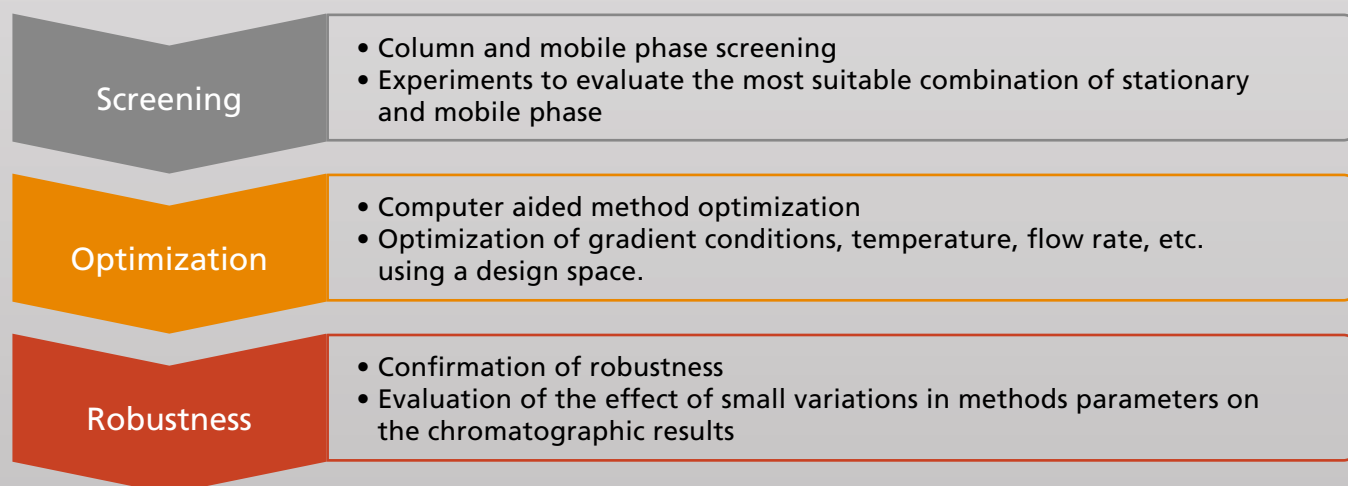 Screening
• Column and mobile phase screening
• Experiments to evaluate the most suitable combination of stationary
and mobile phase
Optimization
• Computer aided method optimization
• Optimization of gradient conditions, temperature, flow rate, etc.
using a design space.
Robustness
• Confirmation of robustness
• Evaluation of the effect of small variations in methods parameters on
the chromatographic results